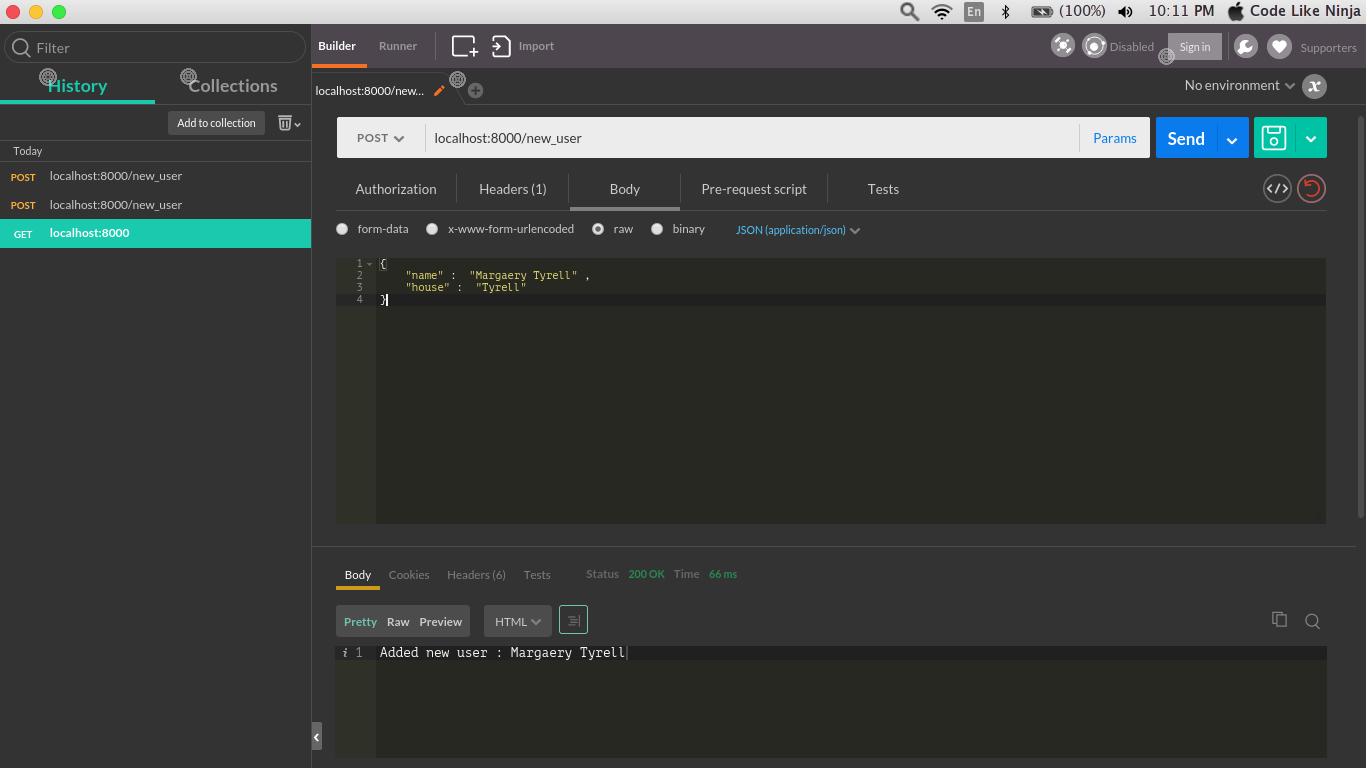 En (100%) 10:11 PM Code Like Ninja
Filter
History Collections
Add to collection
Today
POST localhost:8000/new_user
POST localhost:8000/new_user
GET localhost:8000
Builder Runner Import Disabled Sign in Supporters
localhost:8000/new... No environment x
POST localhost:8000/new_user Params Send
Authorization Headers (1) Body Pre-request script Tests </>
form-data x-www-form-urlencoded raw binary JSON (application/json)
1 {
2 "name" : "Margaery Tyrell" ,
3 "house" : "Tyrell"
4 }
Body Cookies Headers (6) Tests Status 200 OK Time 66 ms
Pretty Raw Preview HTML
i 1 Added new user : Margaery Tyrell